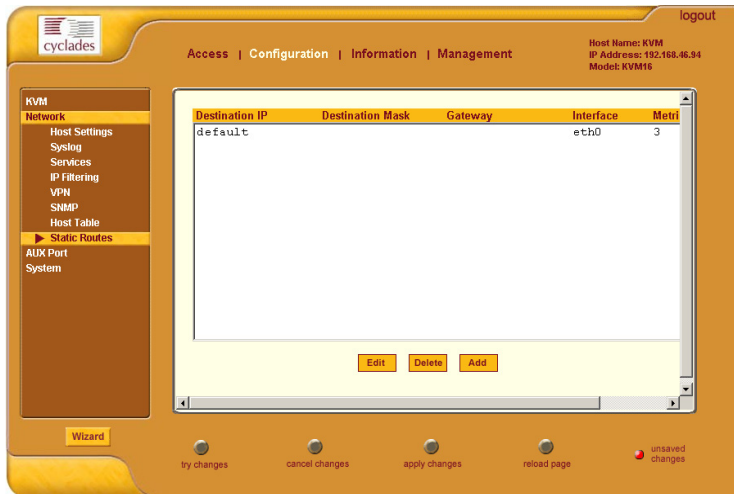 logout
cyclades
Access | Configuration | Information | Management
Host Name: KVM
IP Address: 192.168.46.94
Model: KVM16
KVM
Network
Host Settings
Syslog
Services
IP Filtering
VPN
SNMP
Host Table
Static Routes
AUX Port
System
Destination IP Destination Mask Gateway Interface Metri
default eth0 3
Edit Delete Add
Wizard
try changes cancel changes apply changes reload page unsaved changes